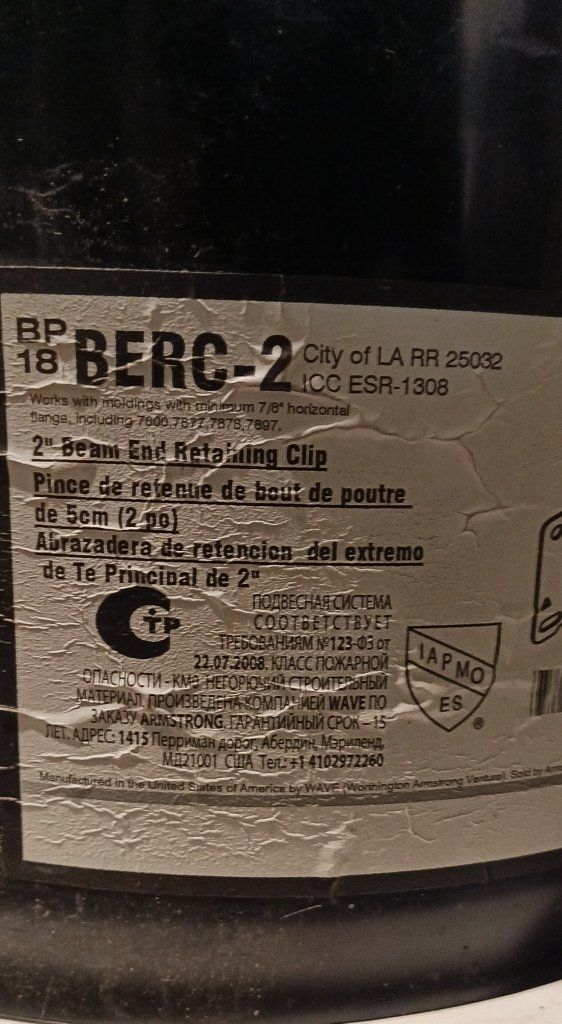 BP
18
BERC-2
City of LA RR 25032
ICC ESR-1308
Works with moldings with minimum 7/8" horizontal
flange, including 7800,7877,7878,7897.
2" Beam End Retaining Clip
Pince de retenue de bout de poutre
de 5cm (2 po)
Abrazadera de retencion del extremo
de Te Principal de 2"
ПОДВЕСНАЯ СИСТЕМА
СООТВЕТСТВУЕТ
ТРЕБОВАНИЯМ №123-ФЗ от
22.07.2008. КЛАСС ПОЖАРНОЙ
ОПАСНОСТИ - КМ0. НЕГОРЮЧИЙ СТРОИТЕЛЬНЫЙ
МАТЕРИАЛ. ПРОИЗВЕДЕНА КОМПАНИЕЙ WAVE ПО
ЗАКАЗУ ARMSTRONG. ГАРАНТИЙНЫЙ СРОК – 15
ЛЕТ. АДРЕС: 1415 Перриман дорог, Абердин, Мэриленд,
МД21001 США Тел.: +1 4102972260
СТР
IAPMO
ES
®
Manufactured in the United States of America by WAVE (Worthington Armstrong Venture). Sold by